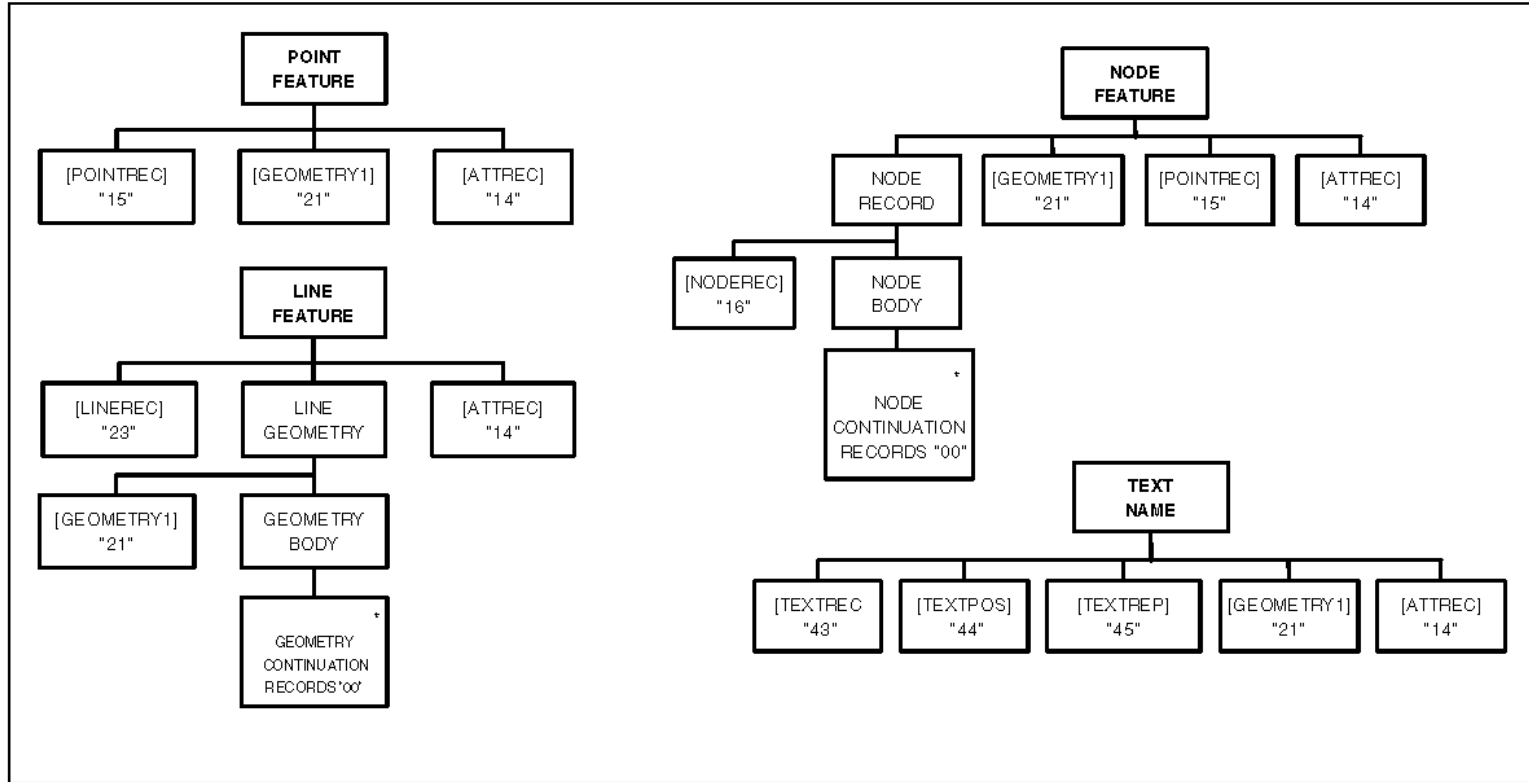 POINT
FEATURE
[POINTREC]
"15"
[GEOMETRY1]
"21"
[ATTREC]
"14"
LINE
FEATURE
[LINEREC]
"23"
LINE
GEOMETRY
[ATTREC]
"14"
[GEOMETRY1]
"21"
GEOMETRY
BODY
*
GEOMETRY
CONTINUATION
RECORDS "00"
NODE
FEATURE
NODE
RECORD
[GEOMETRY1]
"21"
[POINTREC]
"15"
[ATTREC]
"14"
[NODEREC]
"16"
NODE
BODY
*
NODE
CONTINUATION
RECORDS "00"
TEXT
NAME
[TEXTREC
"43"
[TEXTPOS]
"44"
[TEXTREP]
"45"
[GEOMETRY1]
"21"
[ATTREC]
"14"